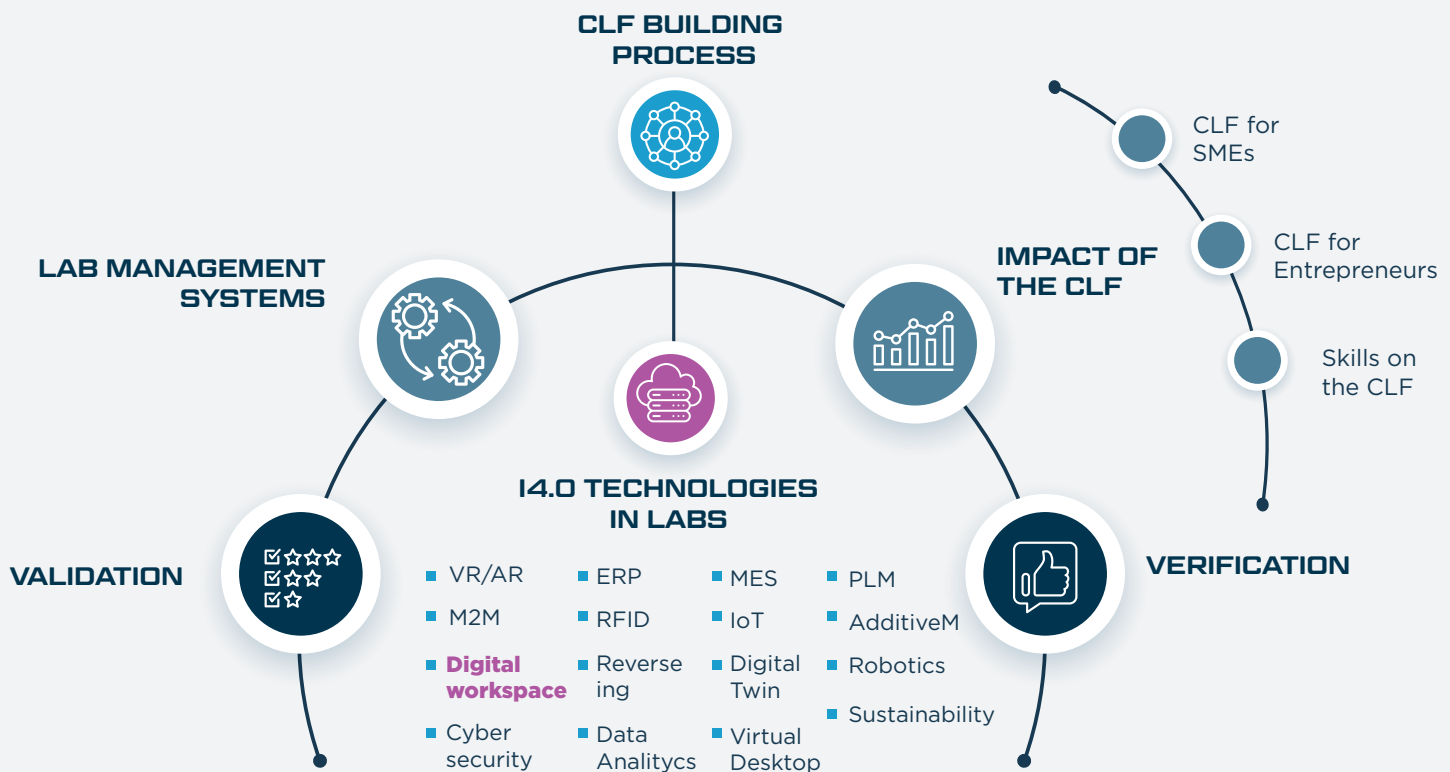 CLF BUILDING
PROCESS
CLF for
SMEs
LAB MANAGEMENT
SYSTEMS
IMPACT OF
THE CLF
CLF for
Entrepreneurs
Skills on
the CLF
I4.0 TECHNOLOGIES
IN LABS
VALIDATION
VERIFICATION
VR/AR
M2M
Digital
workspace
Cyber
security
ERP
RFID
Reverse
ing
Data
Analitycs
MES
IoT
Digital
Twin
Virtual
Desktop
PLM
AdditiveM
Robotics
Sustainability